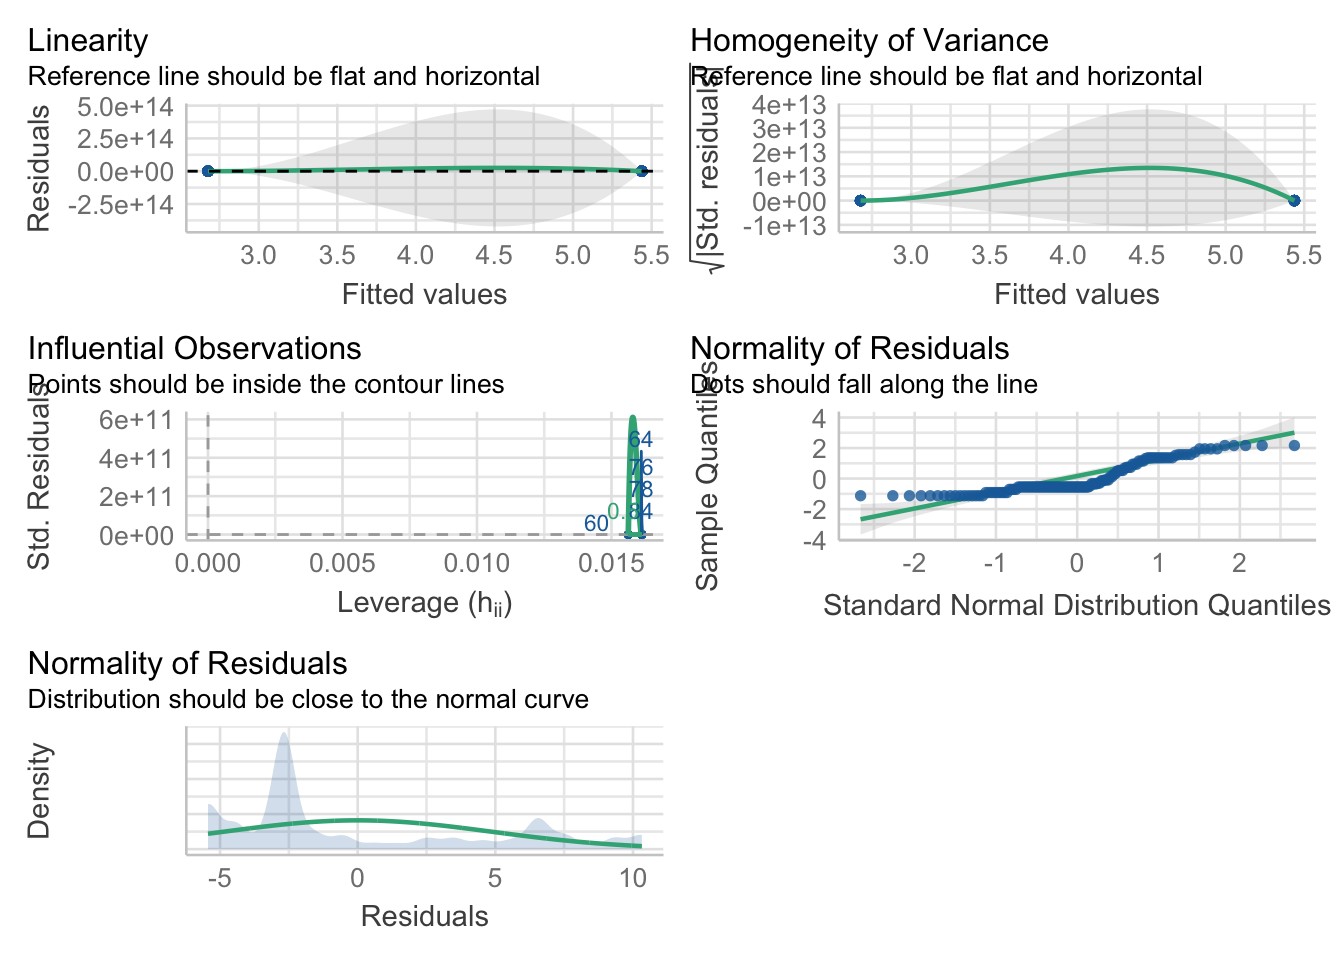 Linearity
Reference line should be flat and horizontal
Residuals
5.0e+14
2.5e+14
0.0e+00
-2.5e+14
3.0 3.5 4.0 4.5 5.0 5.5
Fitted values
Homogeneity of Variance
Reference line should be flat and horizontal
√|Std. residuals|
4e+13
3e+13
2e+13
1e+13
0e+00
-1e+13
3.0 3.5 4.0 4.5 5.0 5.5
Fitted values
Influential Observations
Points should be inside the contour lines
Std. Residuals
6e+11
4e+11
2e+11
0e+00
64
76
78
84
60
0.
0.000 0.005 0.010 0.015
Leverage (hii)
Normality of Residuals
Dots should fall along the line
Sample Quantiles
4
2
0
-2
-4
-2 -1 0 1 2
Standard Normal Distribution Quantiles
Normality of Residuals
Distribution should be close to the normal curve
Density
-5 0 5 10
Residuals